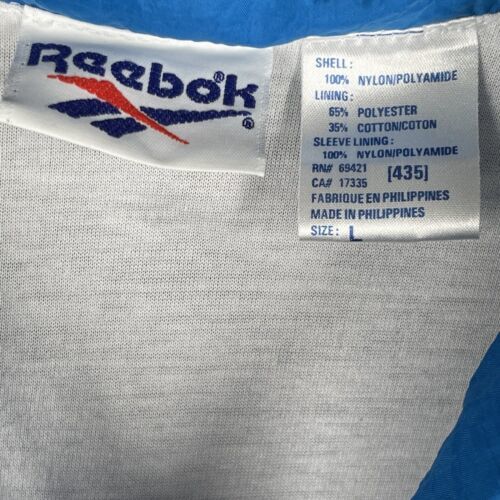 Reebok®
®
SHELL:
100% NYLON/POLYAMIDE
LINING:
65% POLYESTER
35% COTTON/COTON
SLEEVE LINING:
100% NYLON/POLYAMIDE
RN# 69421 [435]
CA# 17335
FABRIQUE EN PHILIPPINES
MADE IN PHILIPPINES
SIZE: L